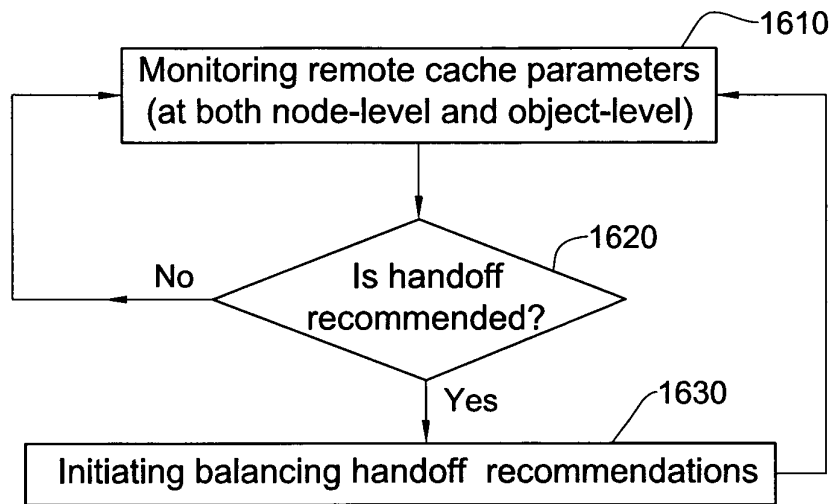 1610
Monitoring remote cache parameters
(at both node-level and object-level)
1620
No
Is handoff
recommended?
Yes
1630
Initiating balancing handoff recommendations